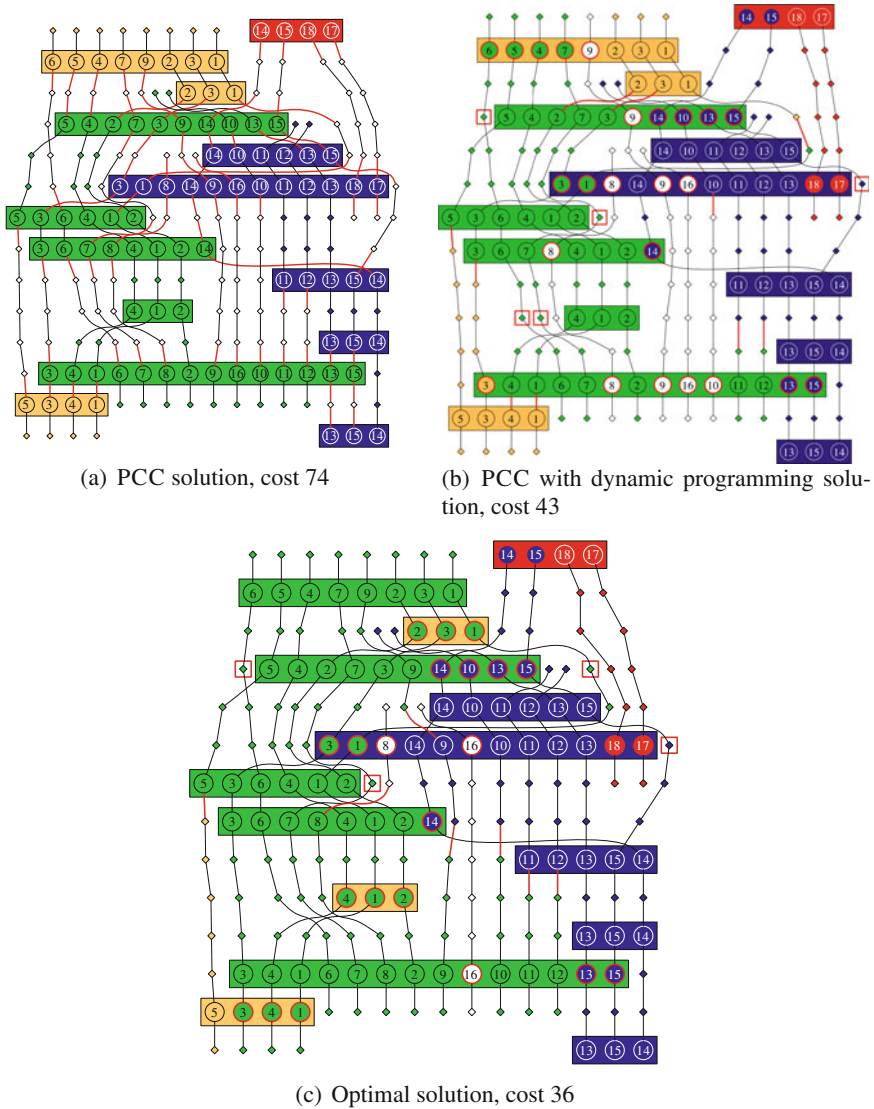 14 15 18 17
6 5 4 7 9 2 3 1
2 3 1
5 4 2 7 3 9 14 10 13 15
14 10 11 12 13 15
3 1 8 14 9 16 10 11 12 13 18 17
5 3 6 4 1 2
3 6 7 8 4 1 2 14
11 12 13 15 14
4 1 2
13 15 14
3 4 1 6 7 8 2 9 16 10 11 12 13 15
5 3 4 1
13 15 14
(a) PCC solution, cost 74
14 15 18 17
6 5 4 7 9 2 3 1
2 3 1
5 4 2 7 3 9 14 10 13 15
14 10 11 12 13 15
3 1 8 14 9 16 10 11 12 13 18 17
5 3 6 4 1 2
3 6 7 8 4 1 2 14
11 12 13 15 14
4 1 2
13 15 14
3 4 1 6 7 8 2 9 16 10 11 12 13 15
5 3 4 1
13 15 14
(b) PCC with dynamic programming solu-
tion, cost 43
14 15 18 17
6 5 4 7 9 2 3 1
2 3 1
5 4 2 7 3 9 14 10 13 15
14 10 11 12 13 15
3 1 8 14 9 16 10 11 12 13 18 17
5 3 6 4 1 2
3 6 7 8 4 1 2 14
11 12 13 15 14
4 1 2
13 15 14
3 4 1 6 7 8 2 9 16 10 11 12 13 15
5 3 4 1
13 15 14
(c) Optimal solution, cost 36